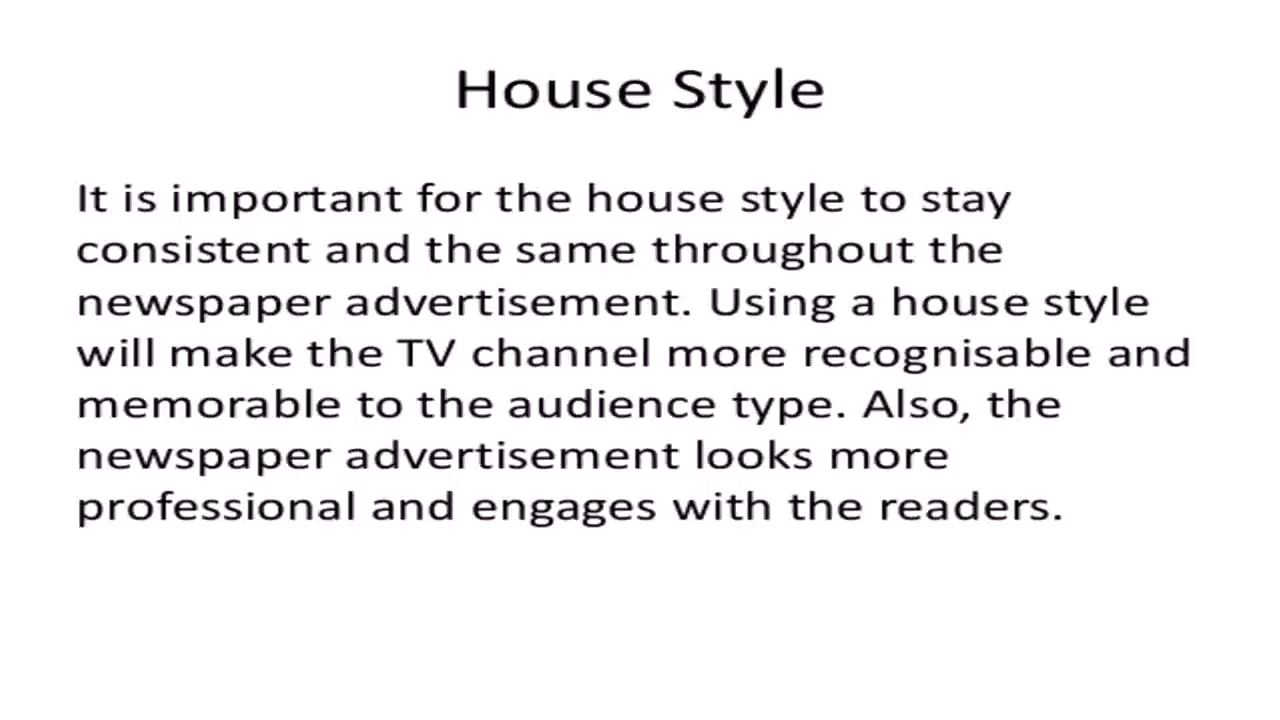 House Style
It is important for the house style to stay
consistent and the same throughout the
newspaper advertisement. Using a house style
will make the TV channel more recognisable and
memorable to the audience type. Also, the
newspaper advertisement looks more
professional and engages with the readers.